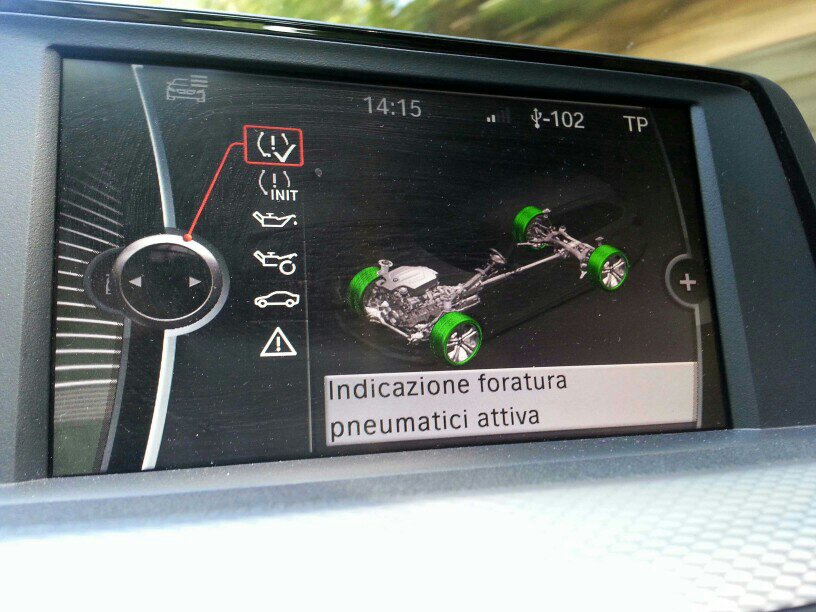 14:15 -102 TP
INIT
Indicazione foratura
pneumatici attiva